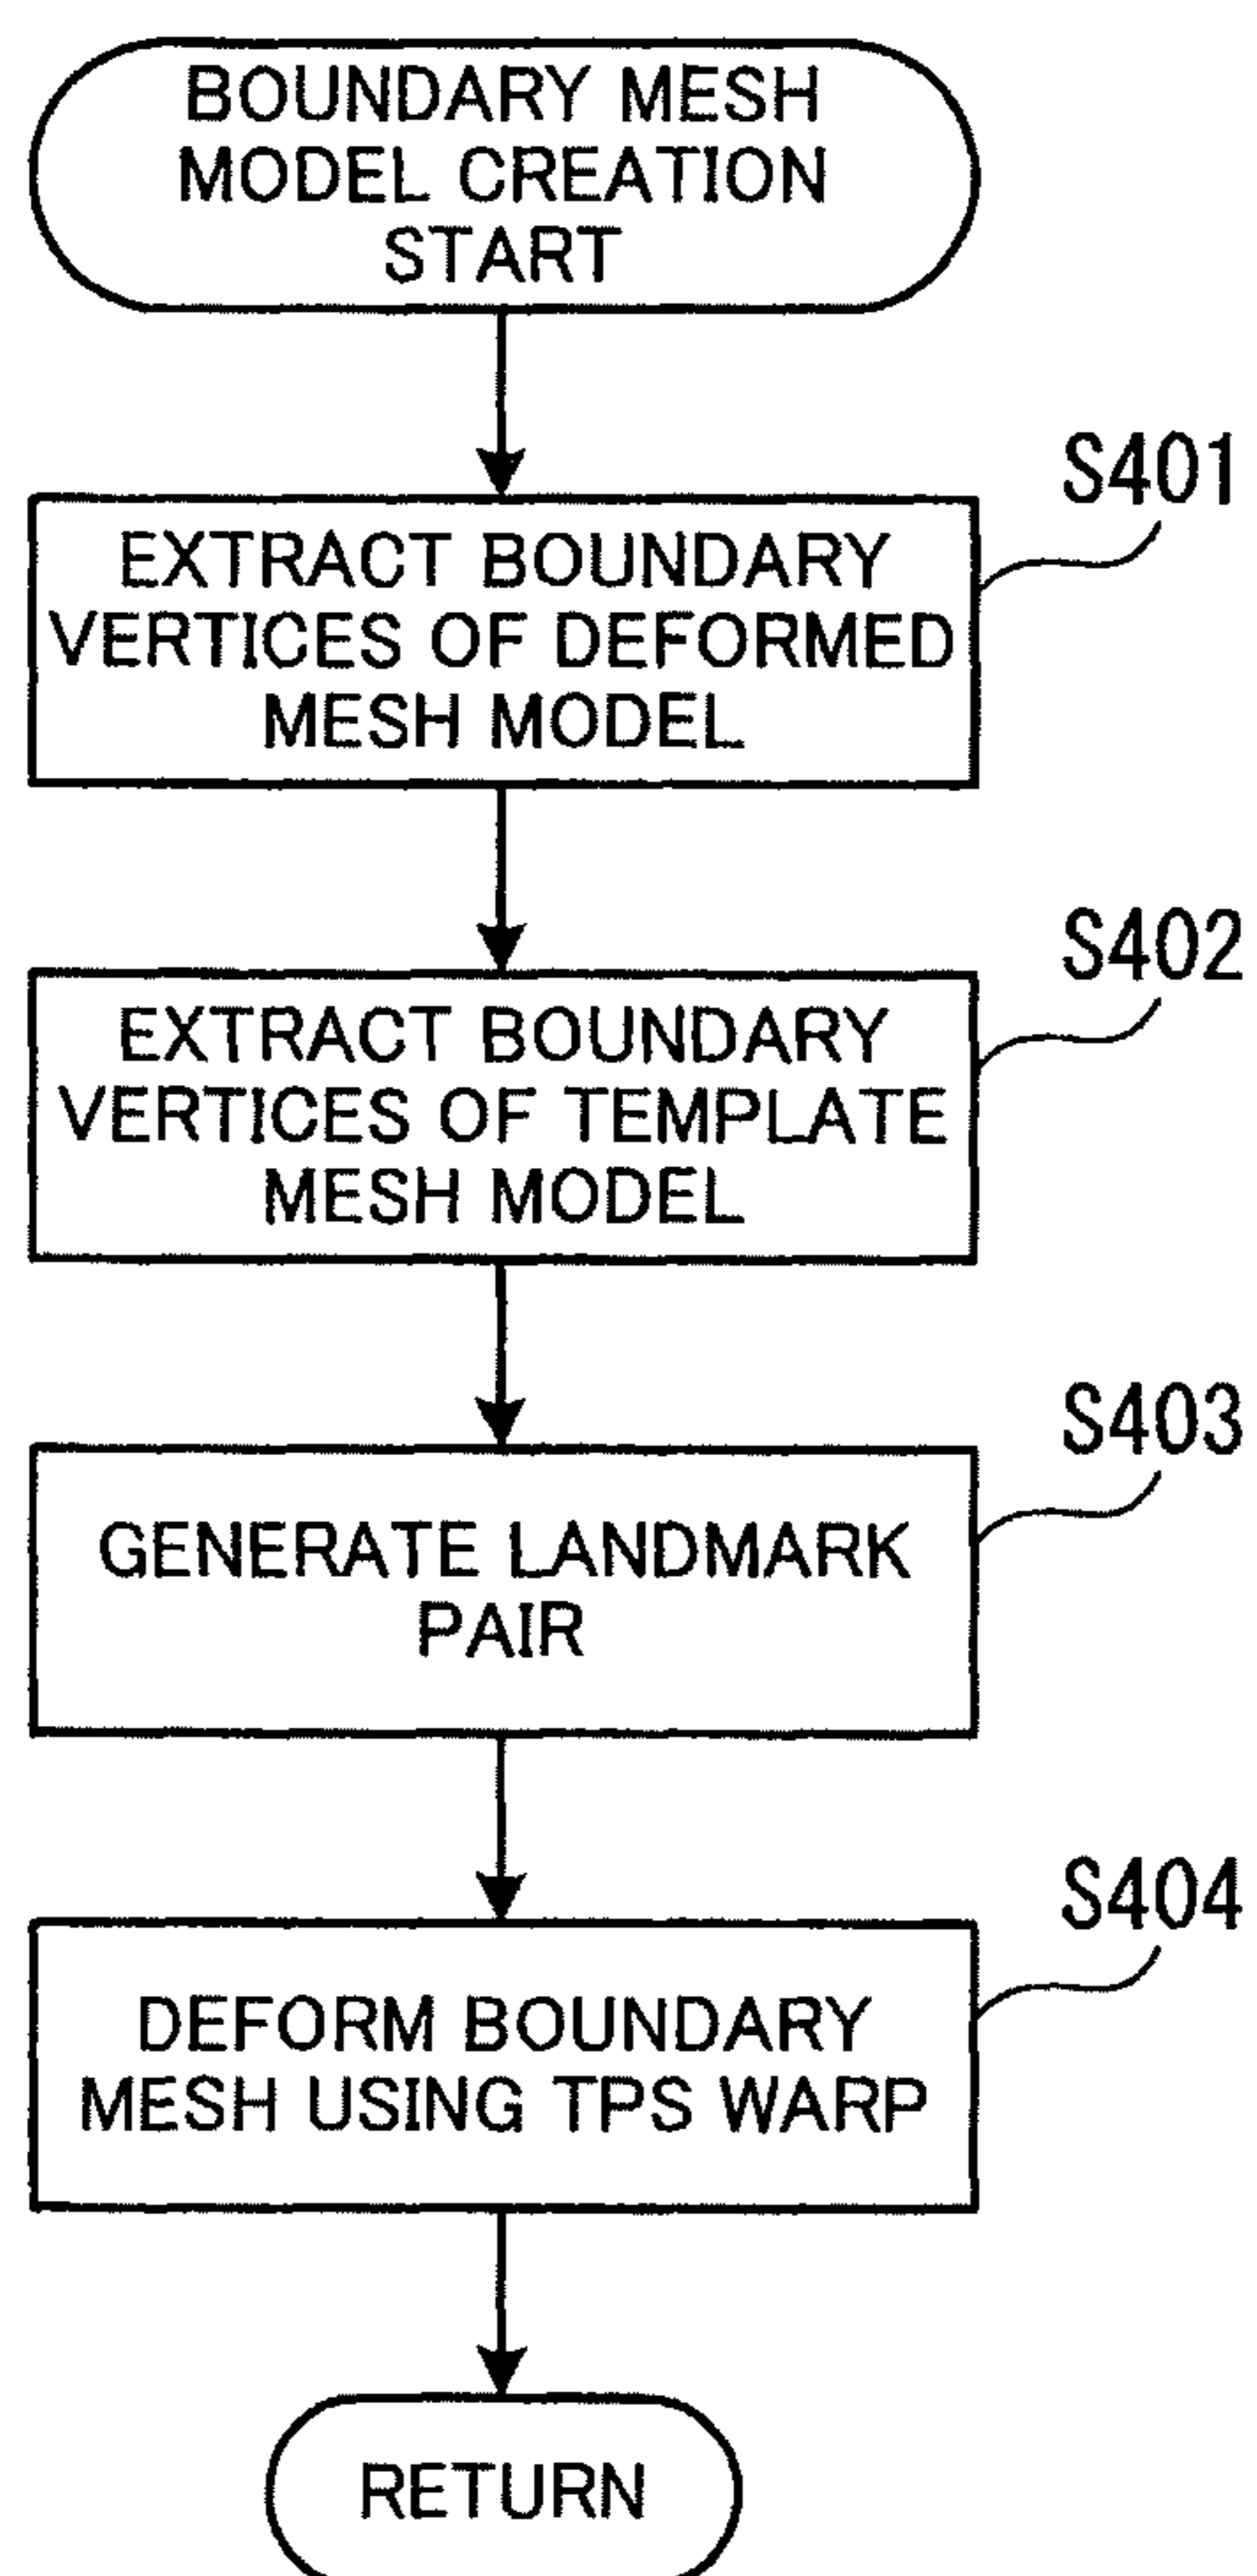 BOUNDARY MESH
MODEL CREATION
START
S401
EXTRACT BOUNDARY
VERTICES OF DEFORMED
MESH MODEL
S402
EXTRACT BOUNDARY
VERTICES OF TEMPLATE
MESH MODEL
S403
GENERATE LANDMARK
PAIR
S404
DEFORM BOUNDARY
MESH USING TPS WARP
RETURN